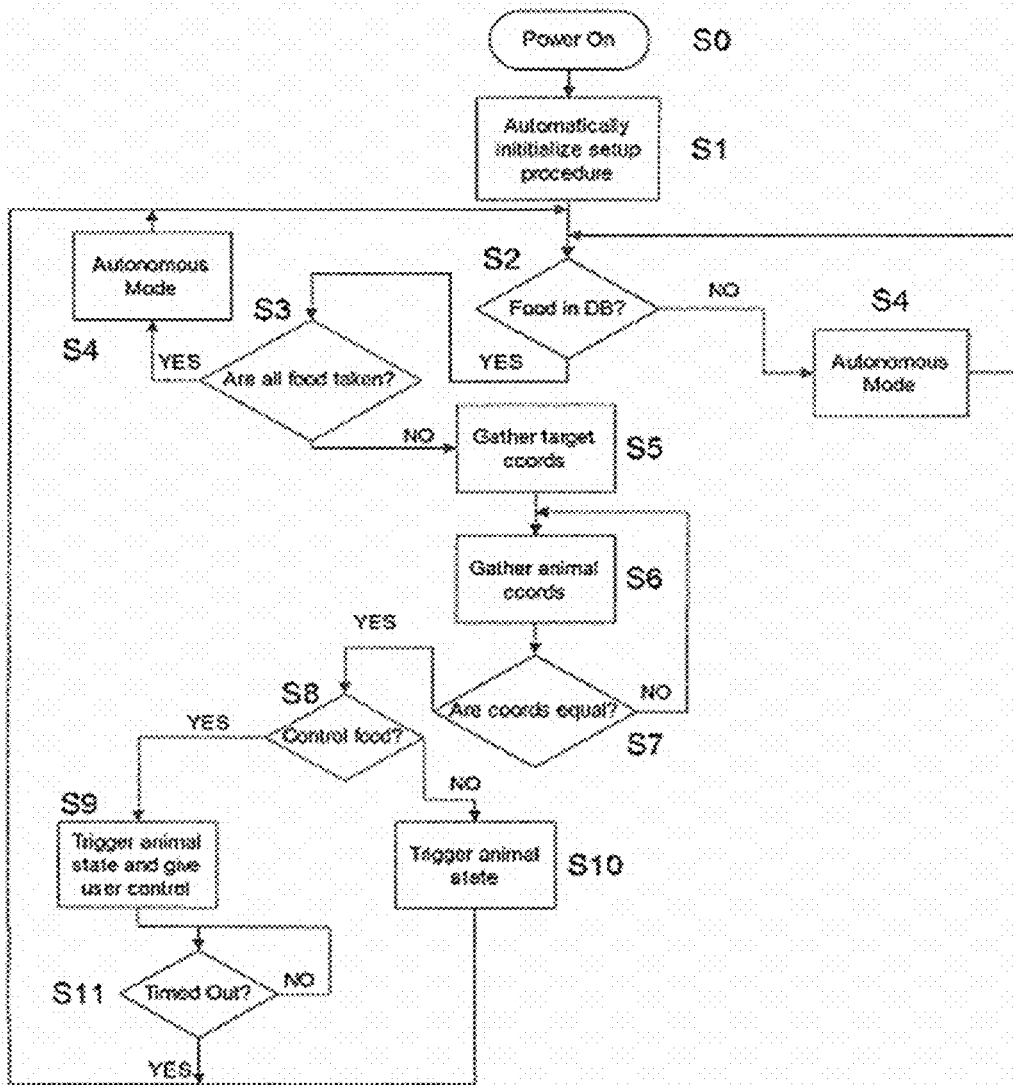 Power On
S0
Automatically
inititialize setup
procedure
S1
S2
Food in DB?
NO
YES
S4
Autonomous
Mode
Autonomous
Mode
S4
S3
YES
Are all food taken?
NO
Gather target
coords
S5
Gather animal
coords
S6
YES
Are coords equal?
NO
S7
S8
YES
Control food?
NO
S9
Trigger animal
state and give
user control
Trigger animal
state
S10
S11
Timed Out?
NO
YES